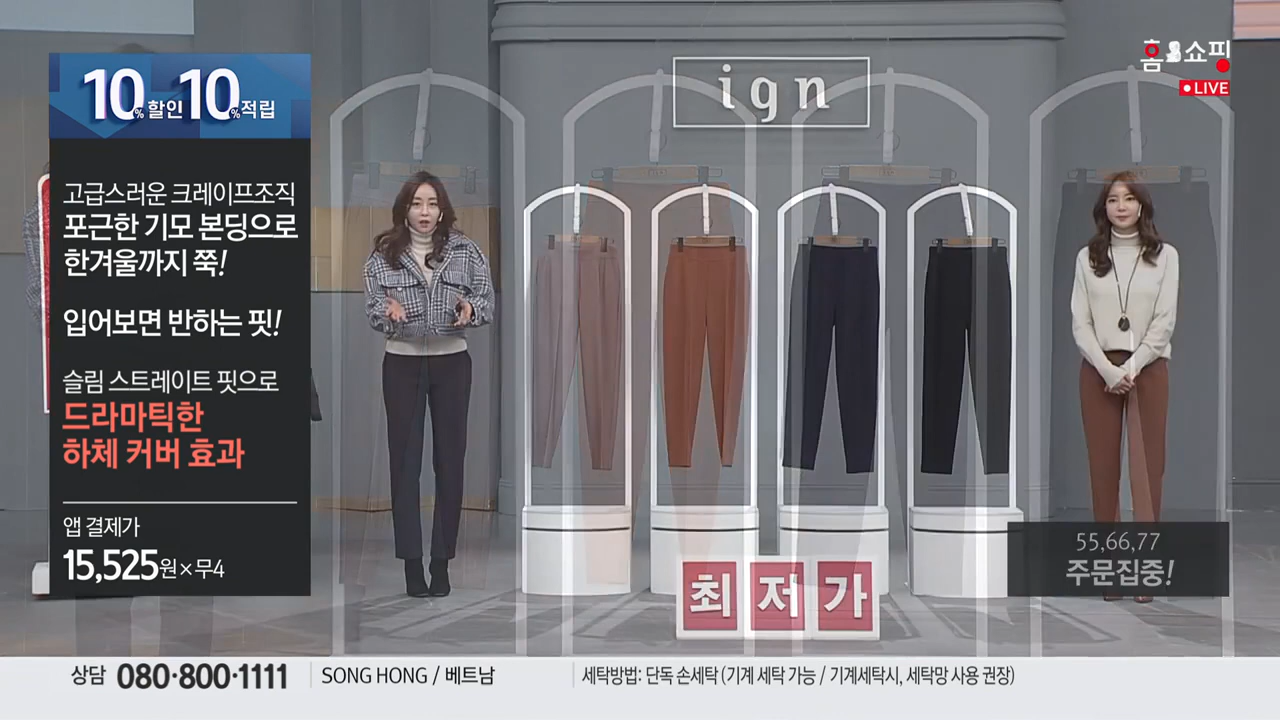 10%할인10%적립
고급스러운 크레이프조직
포근한 기모 본딩으로
한겨울까지 쭉!
입어보면 반하는 핏!
슬림 스트레이트 핏으로
드라마틱한
하체 커버 효과
앱 결제가
15,525원×무4
ign
홈쇼핑
LIVE
최저가
55,66,77
주문집중!
상담 080·800·1111
SONG HONG / 베트남
세탁방법: 단독 손세탁 (기계 세탁 가능 / 기계세탁시, 세탁망 사용 권장)